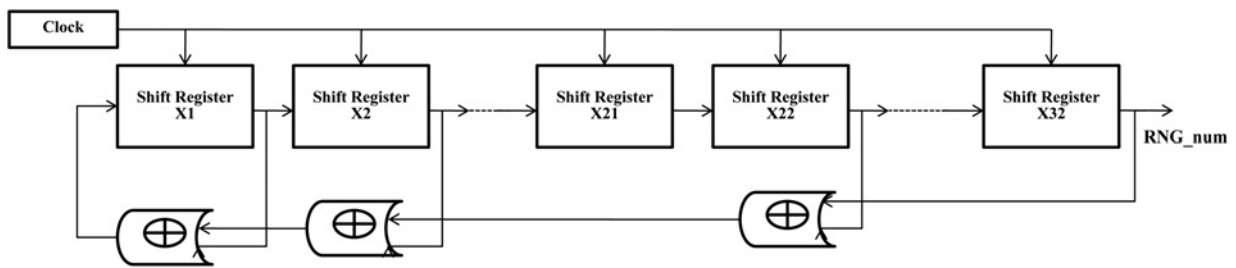 Clock
Shift Register
X1
Shift Register
X2
Shift Register
X21
Shift Register
X22
Shift Register
X32
RNG_num